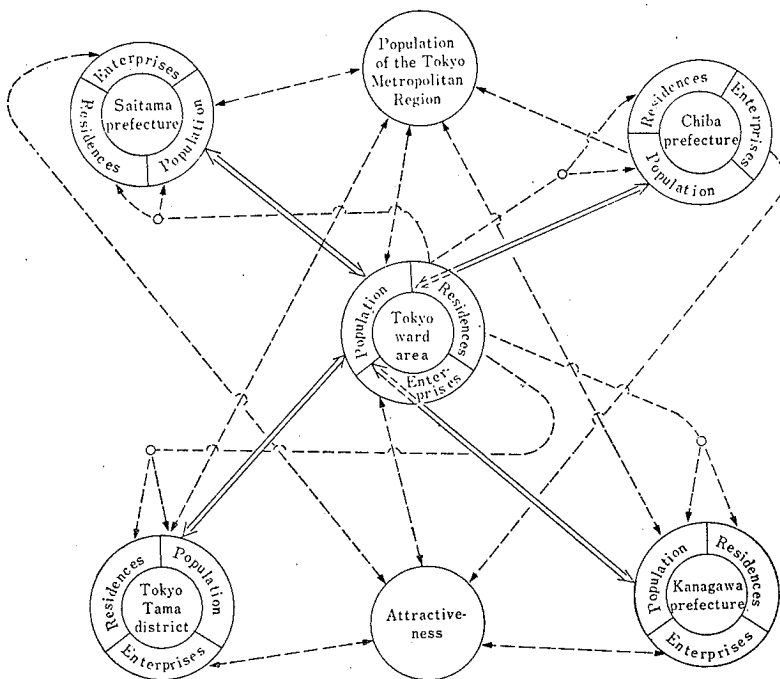 Enterprises
Residences
Population
Saitama
prefecture
Population
of the Tokyo
Metropolitan
Region
Residences
Enterprises
Population
Chiba
prefecture
Population
Residences
Enter-
prises
Tokyo
ward
area
Residences
Population
Enterprises
Tokyo
Tama
district
Attractive-
ness
Population
Residences
Enterprises
Kanagawa
prefecture